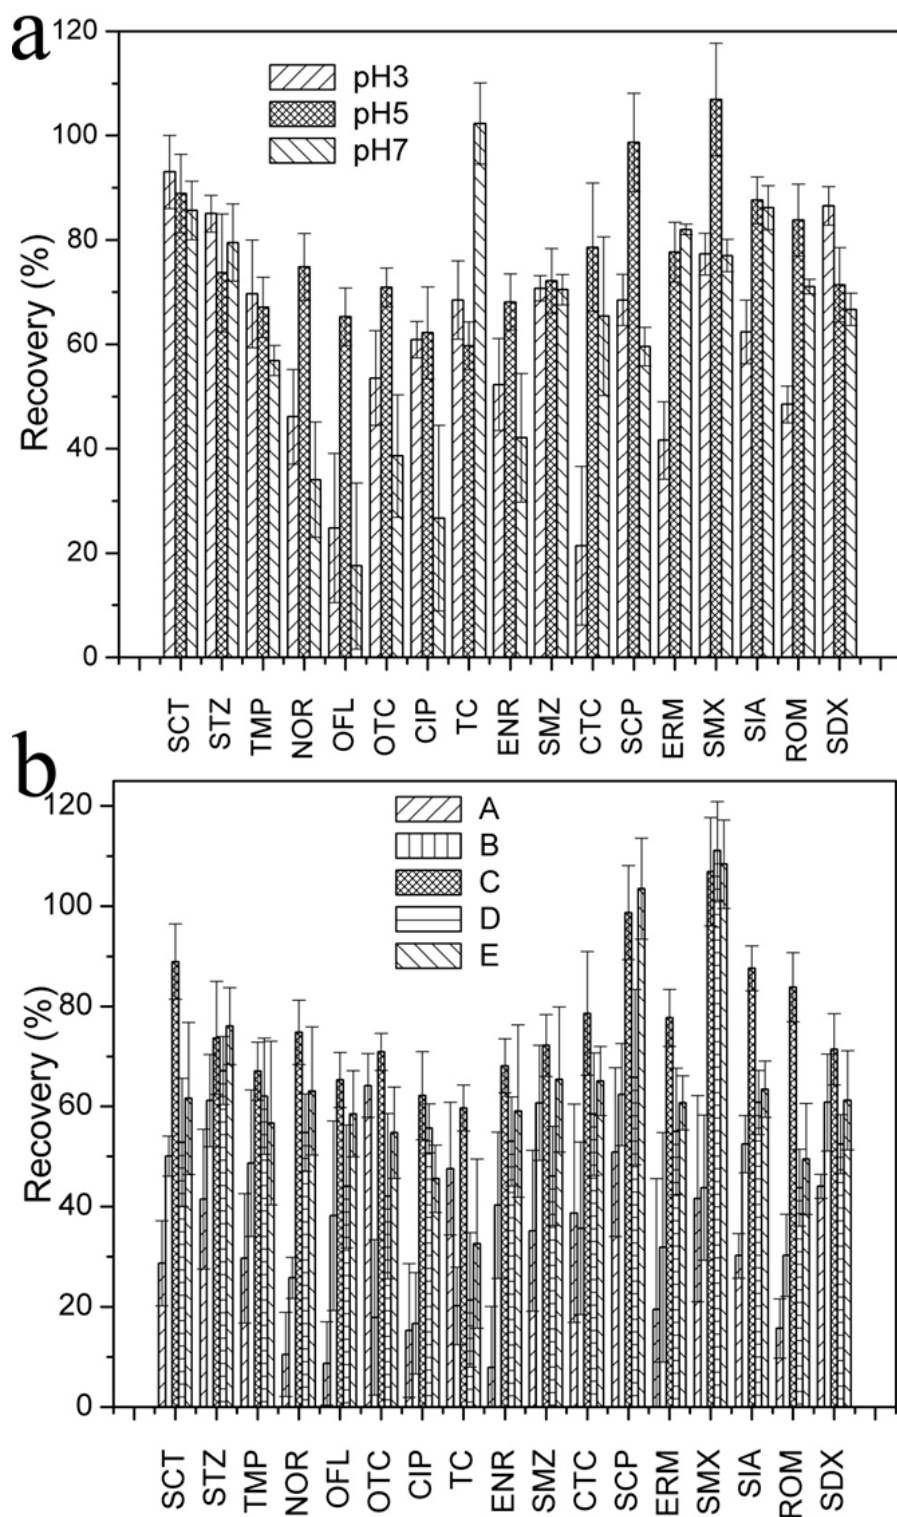 a
120
100
80
60
40
20
0
Recovery (%)
pH3
pH5
pH7
SCT STZ TMP NOR OFL OTC CIP TC ENR SMZ CTC SCP ERM SMX SIA ROM SDX
b
120
100
80
60
40
20
0
Recovery (%)
A
B
C
D
E
SCT STZ TMP NOR OFL OTC CIP TC ENR SMZ CTC SCP ERM SMX SIA ROM SDX